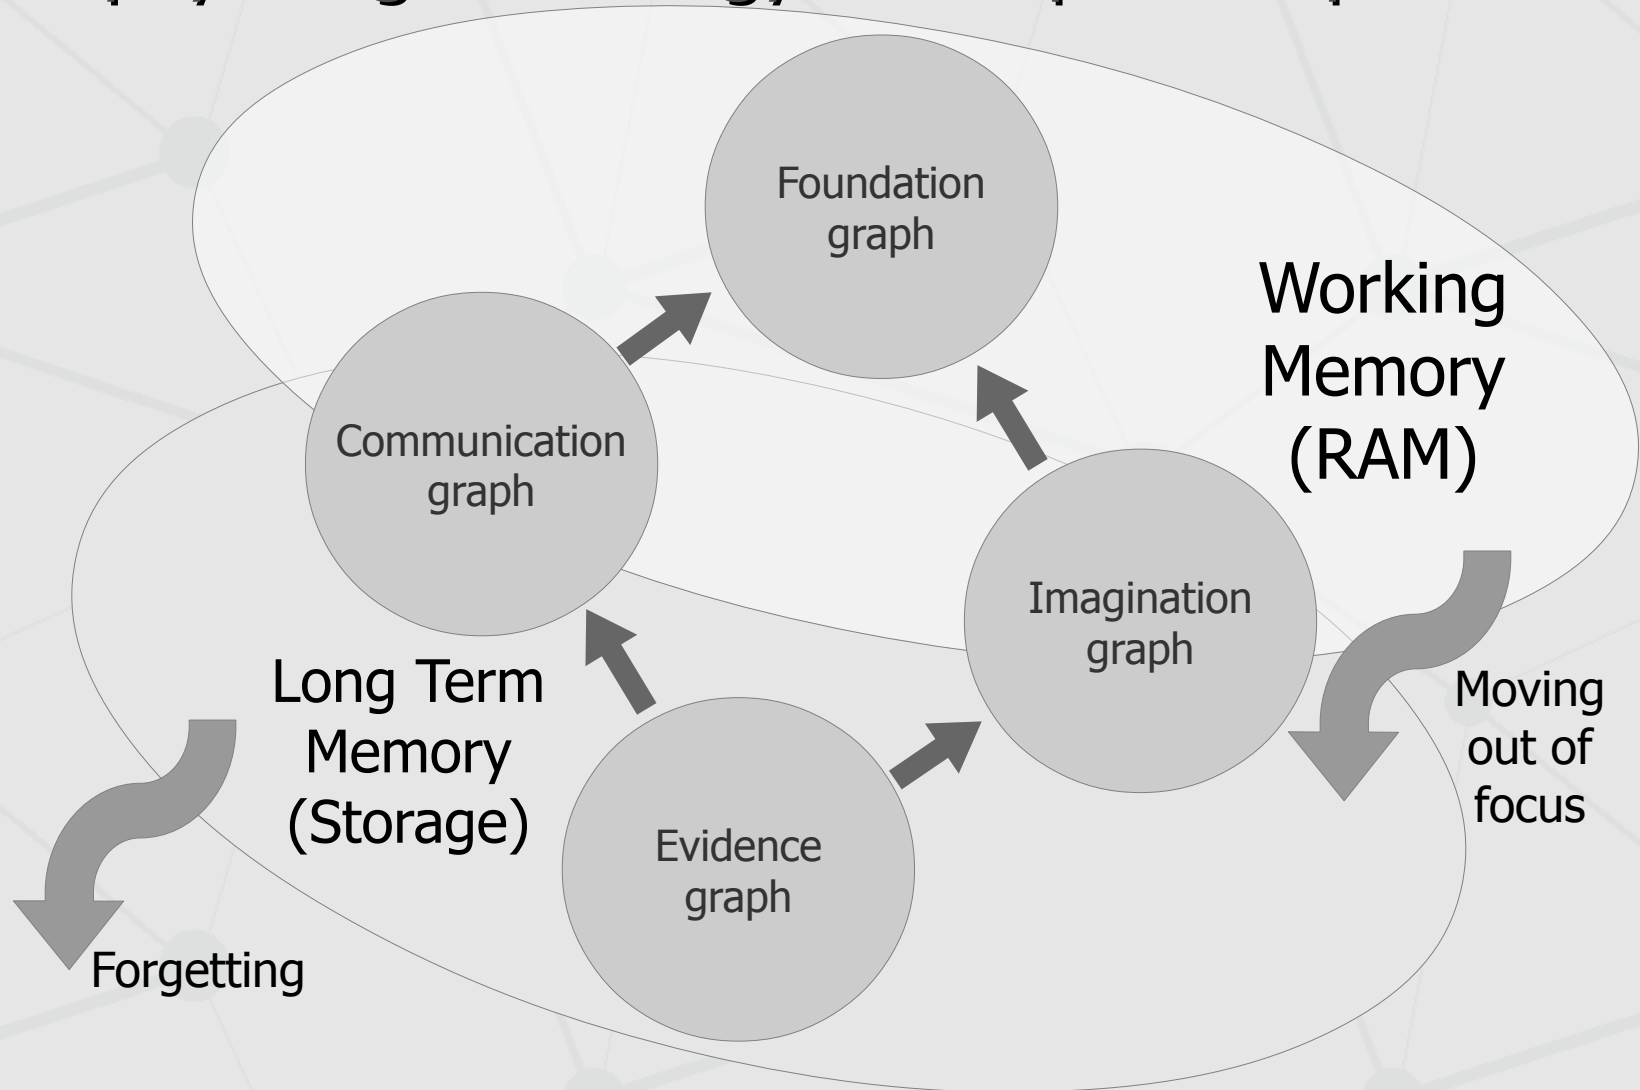 Foundation
graph
Working
Memory
(RAM)
Communication
graph
Imagination
graph
Long Term
Memory
(Storage)
Moving
out of
focus
Evidence
graph
Forgetting